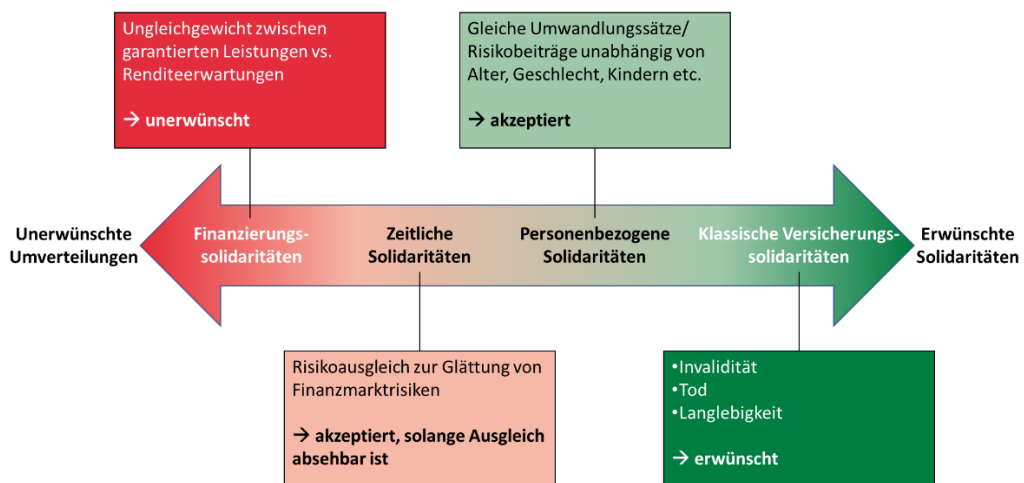 Ungleichgewicht zwischen
garantierten Leistungen vs.
Renditeerwartungen
→ unerwünscht
Gleiche Umwandlungssätze/
Risikobeiträge unabhängig von
Alter, Geschlecht, Kindern etc.
→ akzeptiert
Unerwünschte
Umverteilungen
Finanzierungs-
solidaritäten
Zeitliche
Solidaritäten
Personenbezogene
Solidaritäten
Klassische Versicherungs-
solidaritäten
Erwünschte
Solidaritäten
Risikoausgleich zur Glättung von
Finanzmarktrisiken
→ akzeptiert, solange Ausgleich
absehbar ist
•Invalidität
•Tod
•Langlebigkeit
→ erwünscht